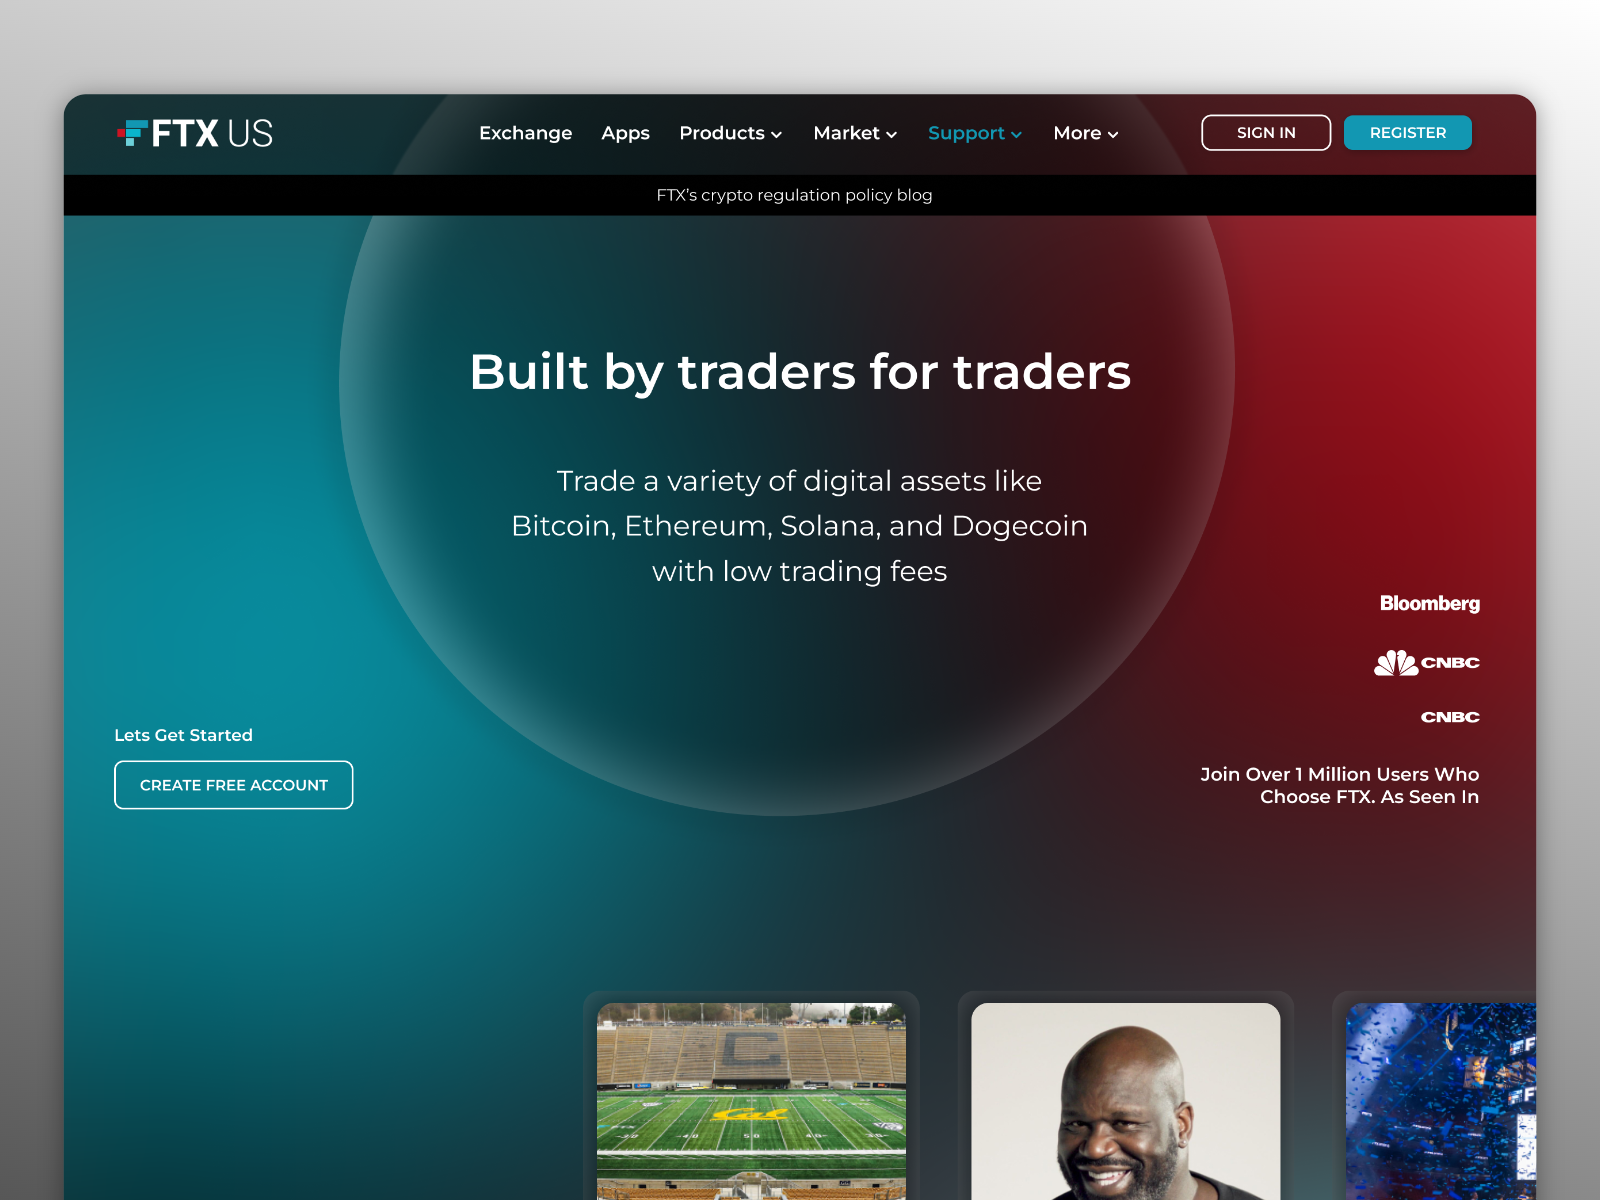 FTX US
Exchange Apps Products Market Support More
SIGN IN
REGISTER
FTX’s crypto regulation policy blog
Built by traders for traders
Trade a variety of digital assets like
Bitcoin, Ethereum, Solana, and Dogecoin
with low trading fees
Bloomberg
CNBC
CNBC
Lets Get Started
CREATE FREE ACCOUNT
Join Over 1 Million Users Who
Choose FTX. As Seen In
C
Cal